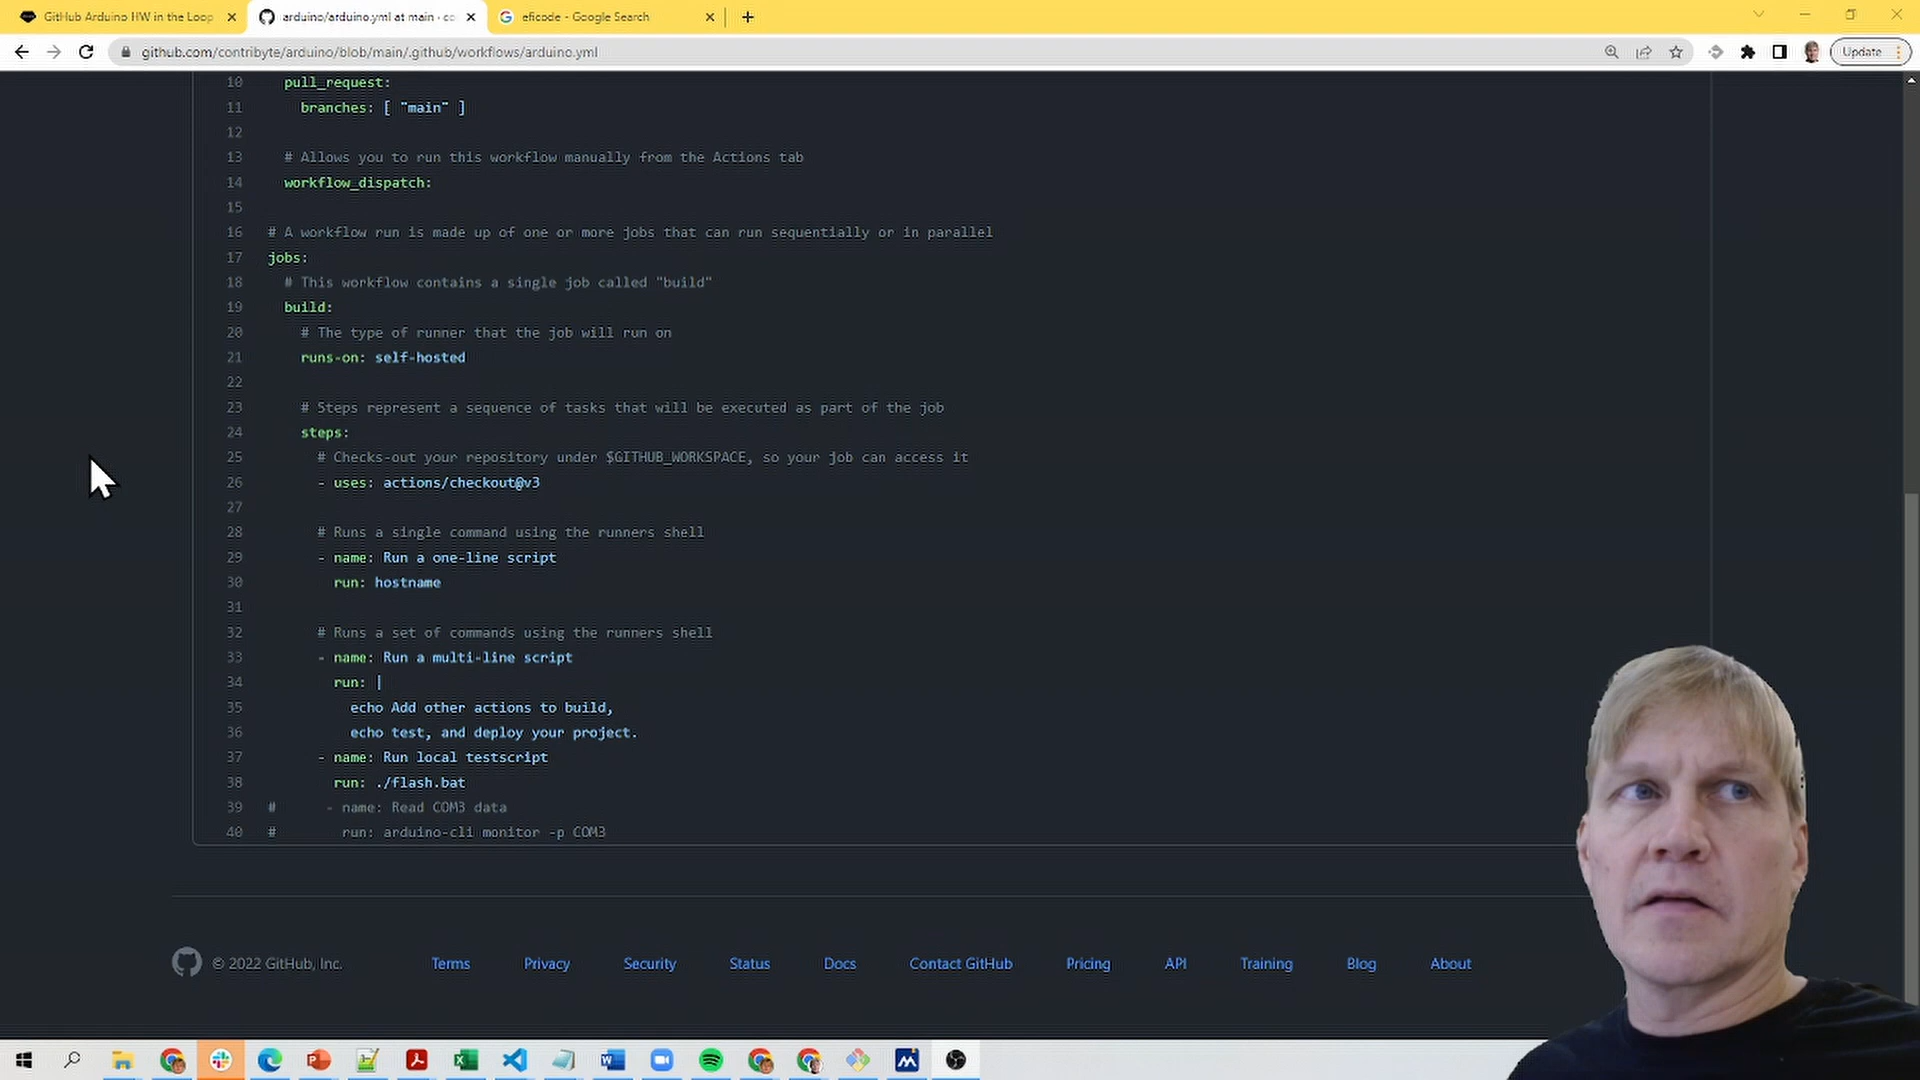 GitHub Arduino HW in the Loop
arduino/arduino.yml at main · co
eficode - Google Search
github.com/contribyte/arduino/blob/main/.github/workflows/arduino.yml
Update
10 pull_request:
11 branches: [ "main" ]
12
13 # Allows you to run this workflow manually from the Actions tab
14 workflow_dispatch:
15
16 # A workflow run is made up of one or more jobs that can run sequentially or in parallel
17 jobs:
18 # This workflow contains a single job called "build"
19 build:
20 # The type of runner that the job will run on
21 runs-on: self-hosted
22
23 # Steps represent a sequence of tasks that will be executed as part of the job
24 steps:
25 # Checks-out your repository under $GITHUB_WORKSPACE, so your job can access it
26 - uses: actions/checkout@v3
27
28 # Runs a single command using the runners shell
29 - name: Run a one-line script
30 run: hostname
31
32 # Runs a set of commands using the runners shell
33 - name: Run a multi-line script
34 run: |
35 echo Add other actions to build,
36 echo test, and deploy your project.
37 - name: Run local testscript
38 run: ./flash.bat
39 # - name: Read COM3 data
40 # run: arduino-cli monitor -p COM3
© 2022 GitHub, Inc. Terms Privacy Security Status Docs Contact GitHub Pricing API Training Blog About